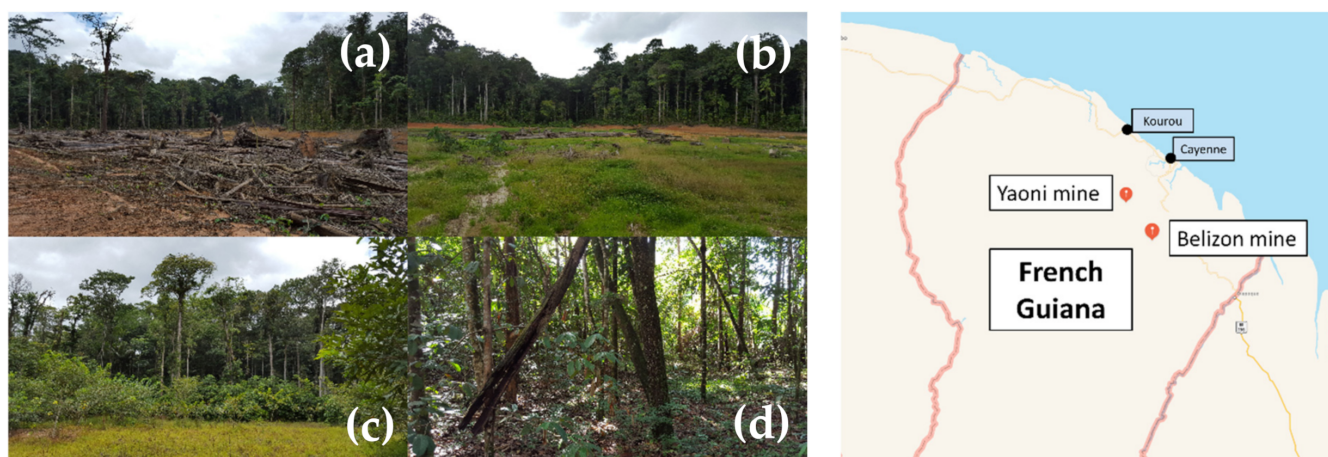 (a)
(b)
(c)
(d)
Kourou
Cayenne
Yaoni mine
Belizon mine
French
Guiana